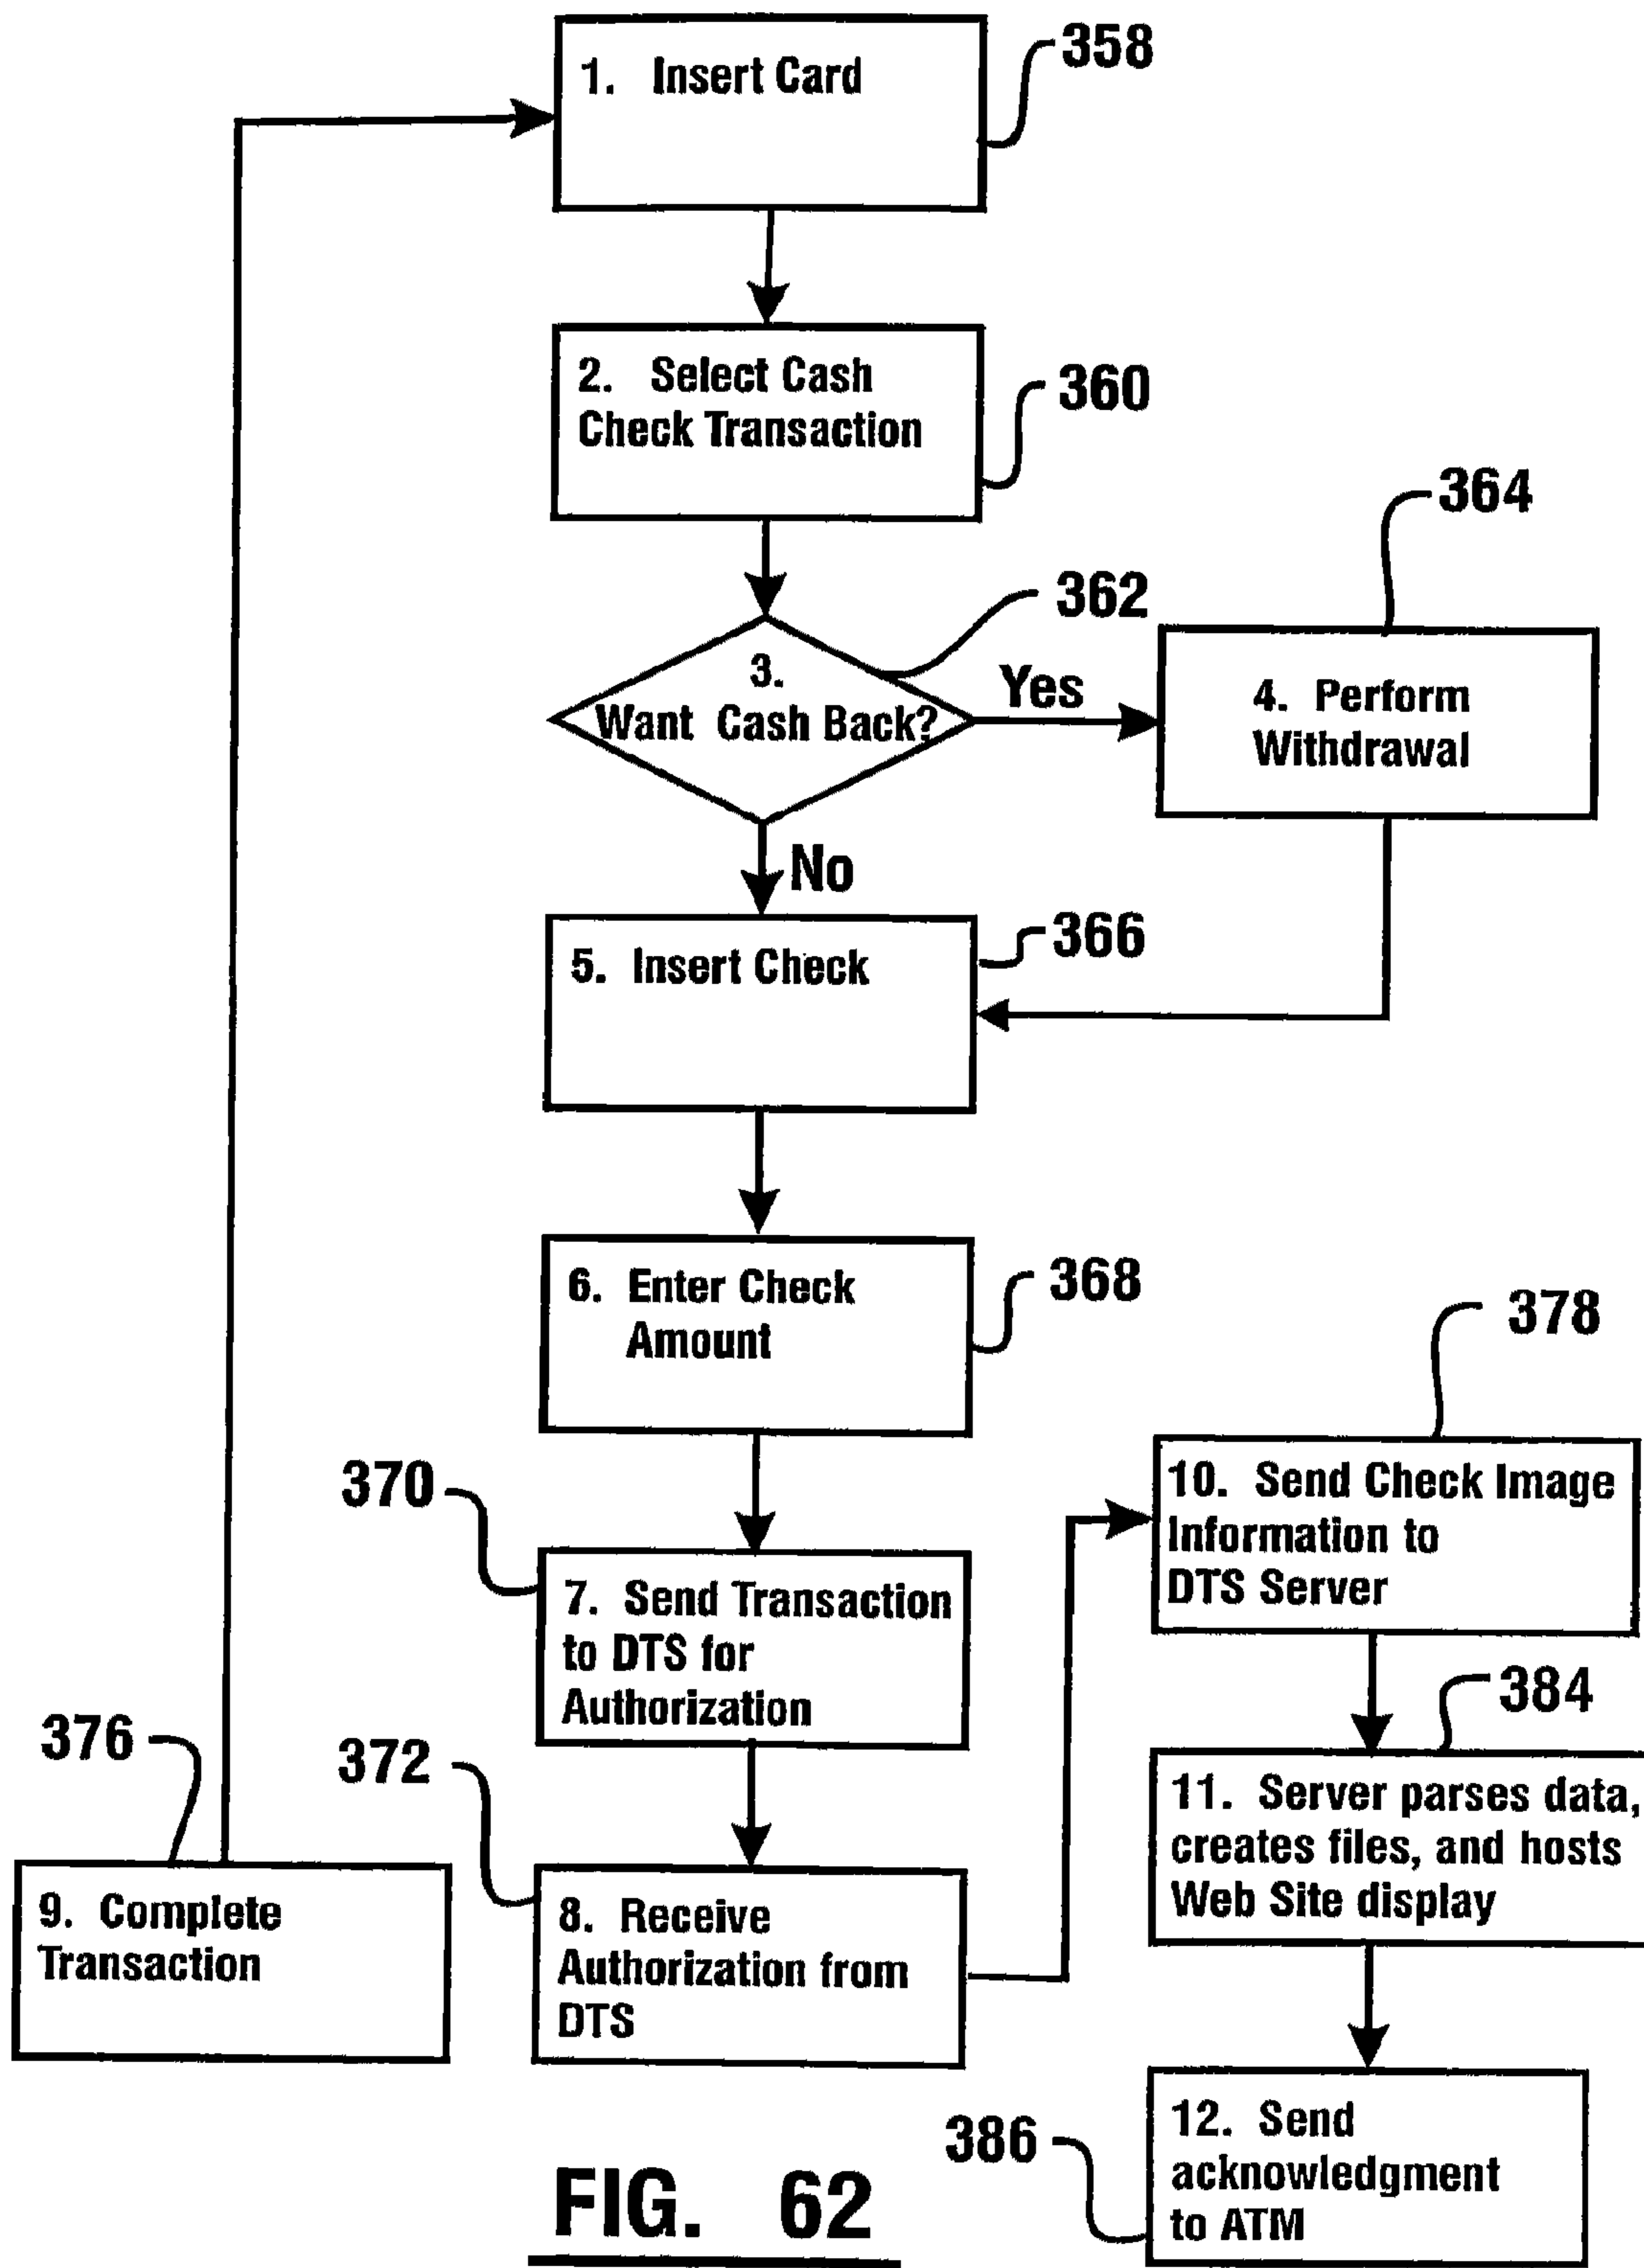 1. Insert Card
358
2. Select Cash
Check Transaction
360
3.
Want Cash Back?
362
Yes
4. Perform
Withdrawal
364
No
5. Insert Check
366
6. Enter Check
Amount
368
7. Send Transaction
to DTS for
Authorization
370
8. Receive
Authorization from
DTS
372
9. Complete
Transaction
376
10. Send Check Image
Information to
DTS Server
378
11. Server parses data,
creates files, and hosts
Web Site display
384
12. Send
acknowledgment
to ATM
386
FIG. 62